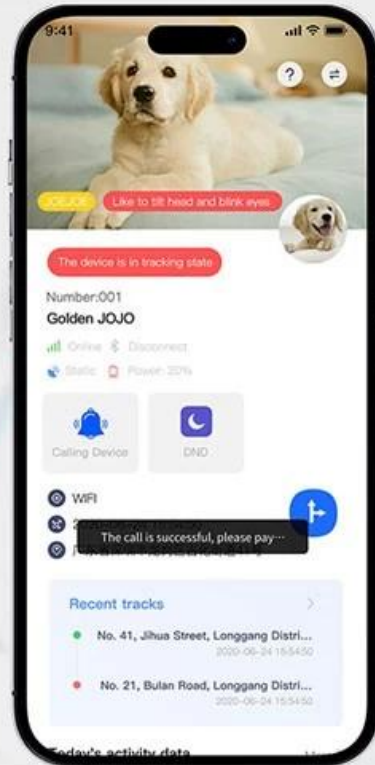 9:41
JOEJOE
Like to tilt head and blink eyes
The device is in tracking state
Number:001
Golden JOJO
Online Disconnect
Static Power: 20%
Calling Device
DND
WIFI
The call is successful, please pay…
Recent tracks
No. 41, Jihua Street, Longgang Distri...
2020-06-24 15:54:50
No. 21, Bulan Road, Longgang Distri...
2020-06-24 15:54:50
Today's activity data